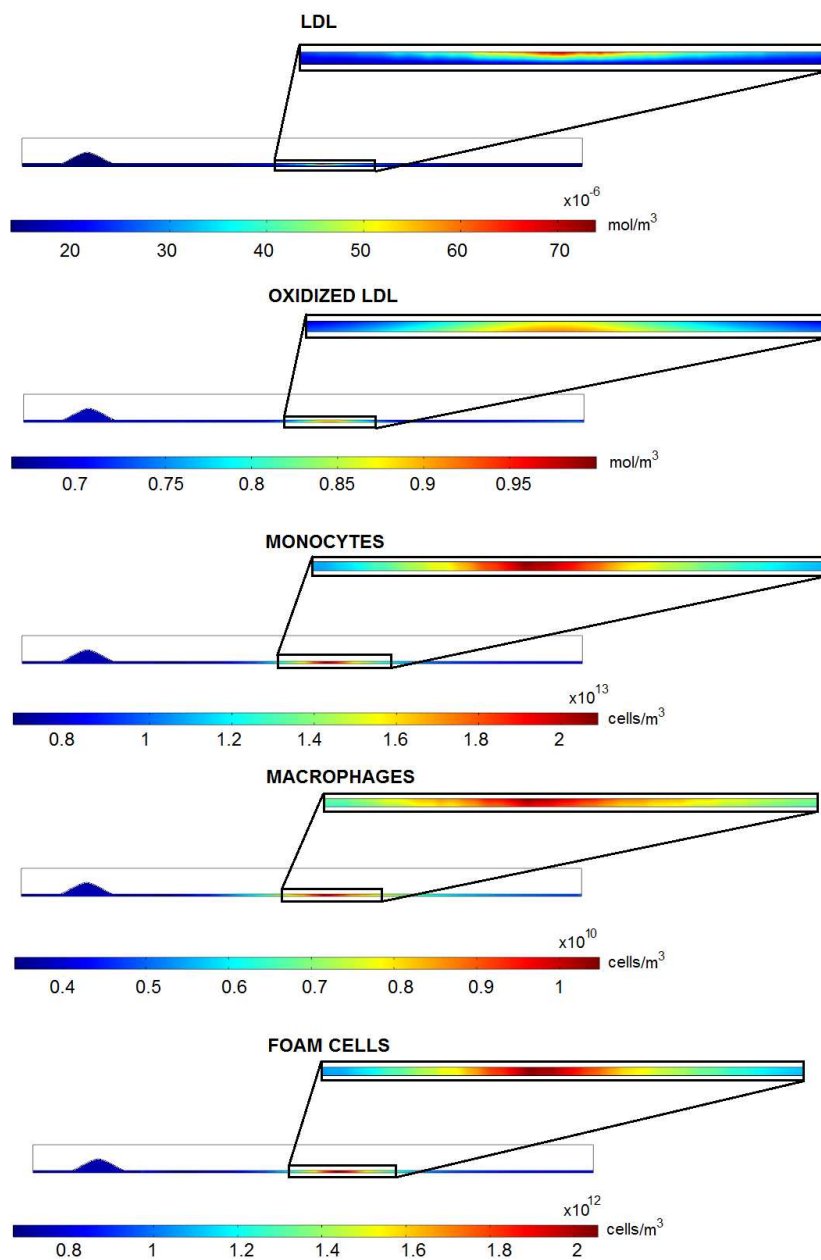 LDL
x10-6
20 30 40 50 60 70 mol/m3
OXIDIZED LDL
0.7 0.75 0.8 0.85 0.9 0.95 mol/m3
MONOCYTES
x1013
0.8 1 1.2 1.4 1.6 1.8 2 cells/m3
MACROPHAGES
x1010
0.4 0.5 0.6 0.7 0.8 0.9 1 cells/m3
FOAM CELLS
x1012
0.8 1 1.2 1.4 1.6 1.8 2 cells/m3